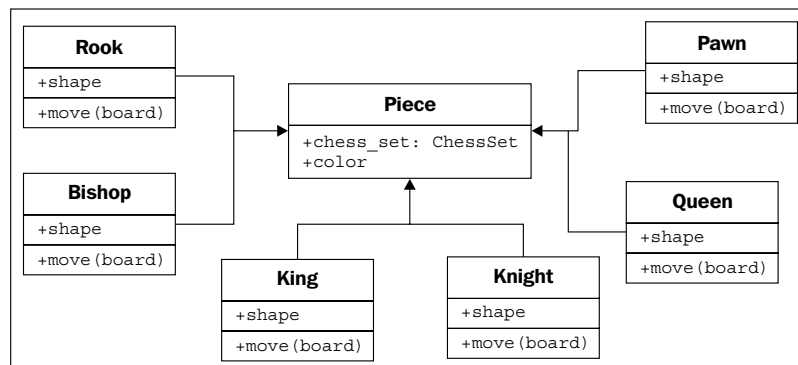 Rook
+shape
+move(board)
Bishop
+shape
+move(board)
Piece
+chess_set: ChessSet
+color
King
+shape
+move(board)
Knight
+shape
+move(board)
Pawn
+shape
+move(board)
Queen
+shape
+move(board)